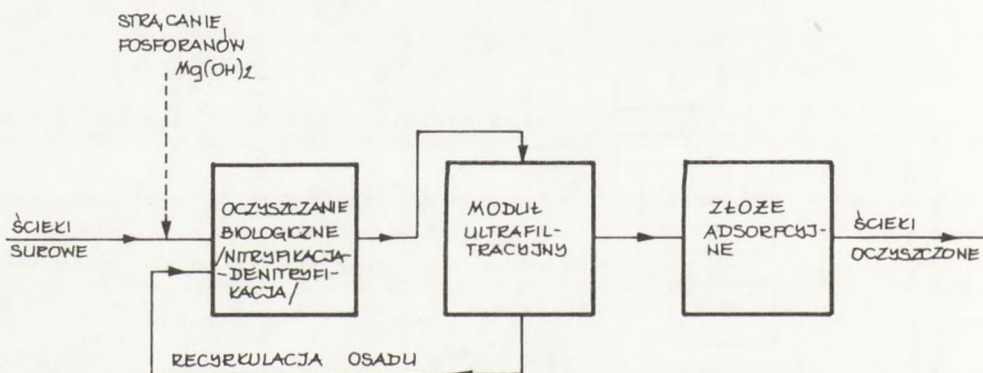 STRĄCANIE
FOSFORANÓW
Mg(OH)2
ŚCIEKI
SUROWE
OCZYSZCZANIE
BIOLOGICZNE
/NITRYFIKACJA-
-DENITRYFI-
KACJA/
MODUŁ
ULTRAFIL-
TRACYJNY
ZŁOŻE
ADSORPCYJ-
NE
ŚCIEKI
OCZYSZCZONE
RECYRKULACJA OSADU